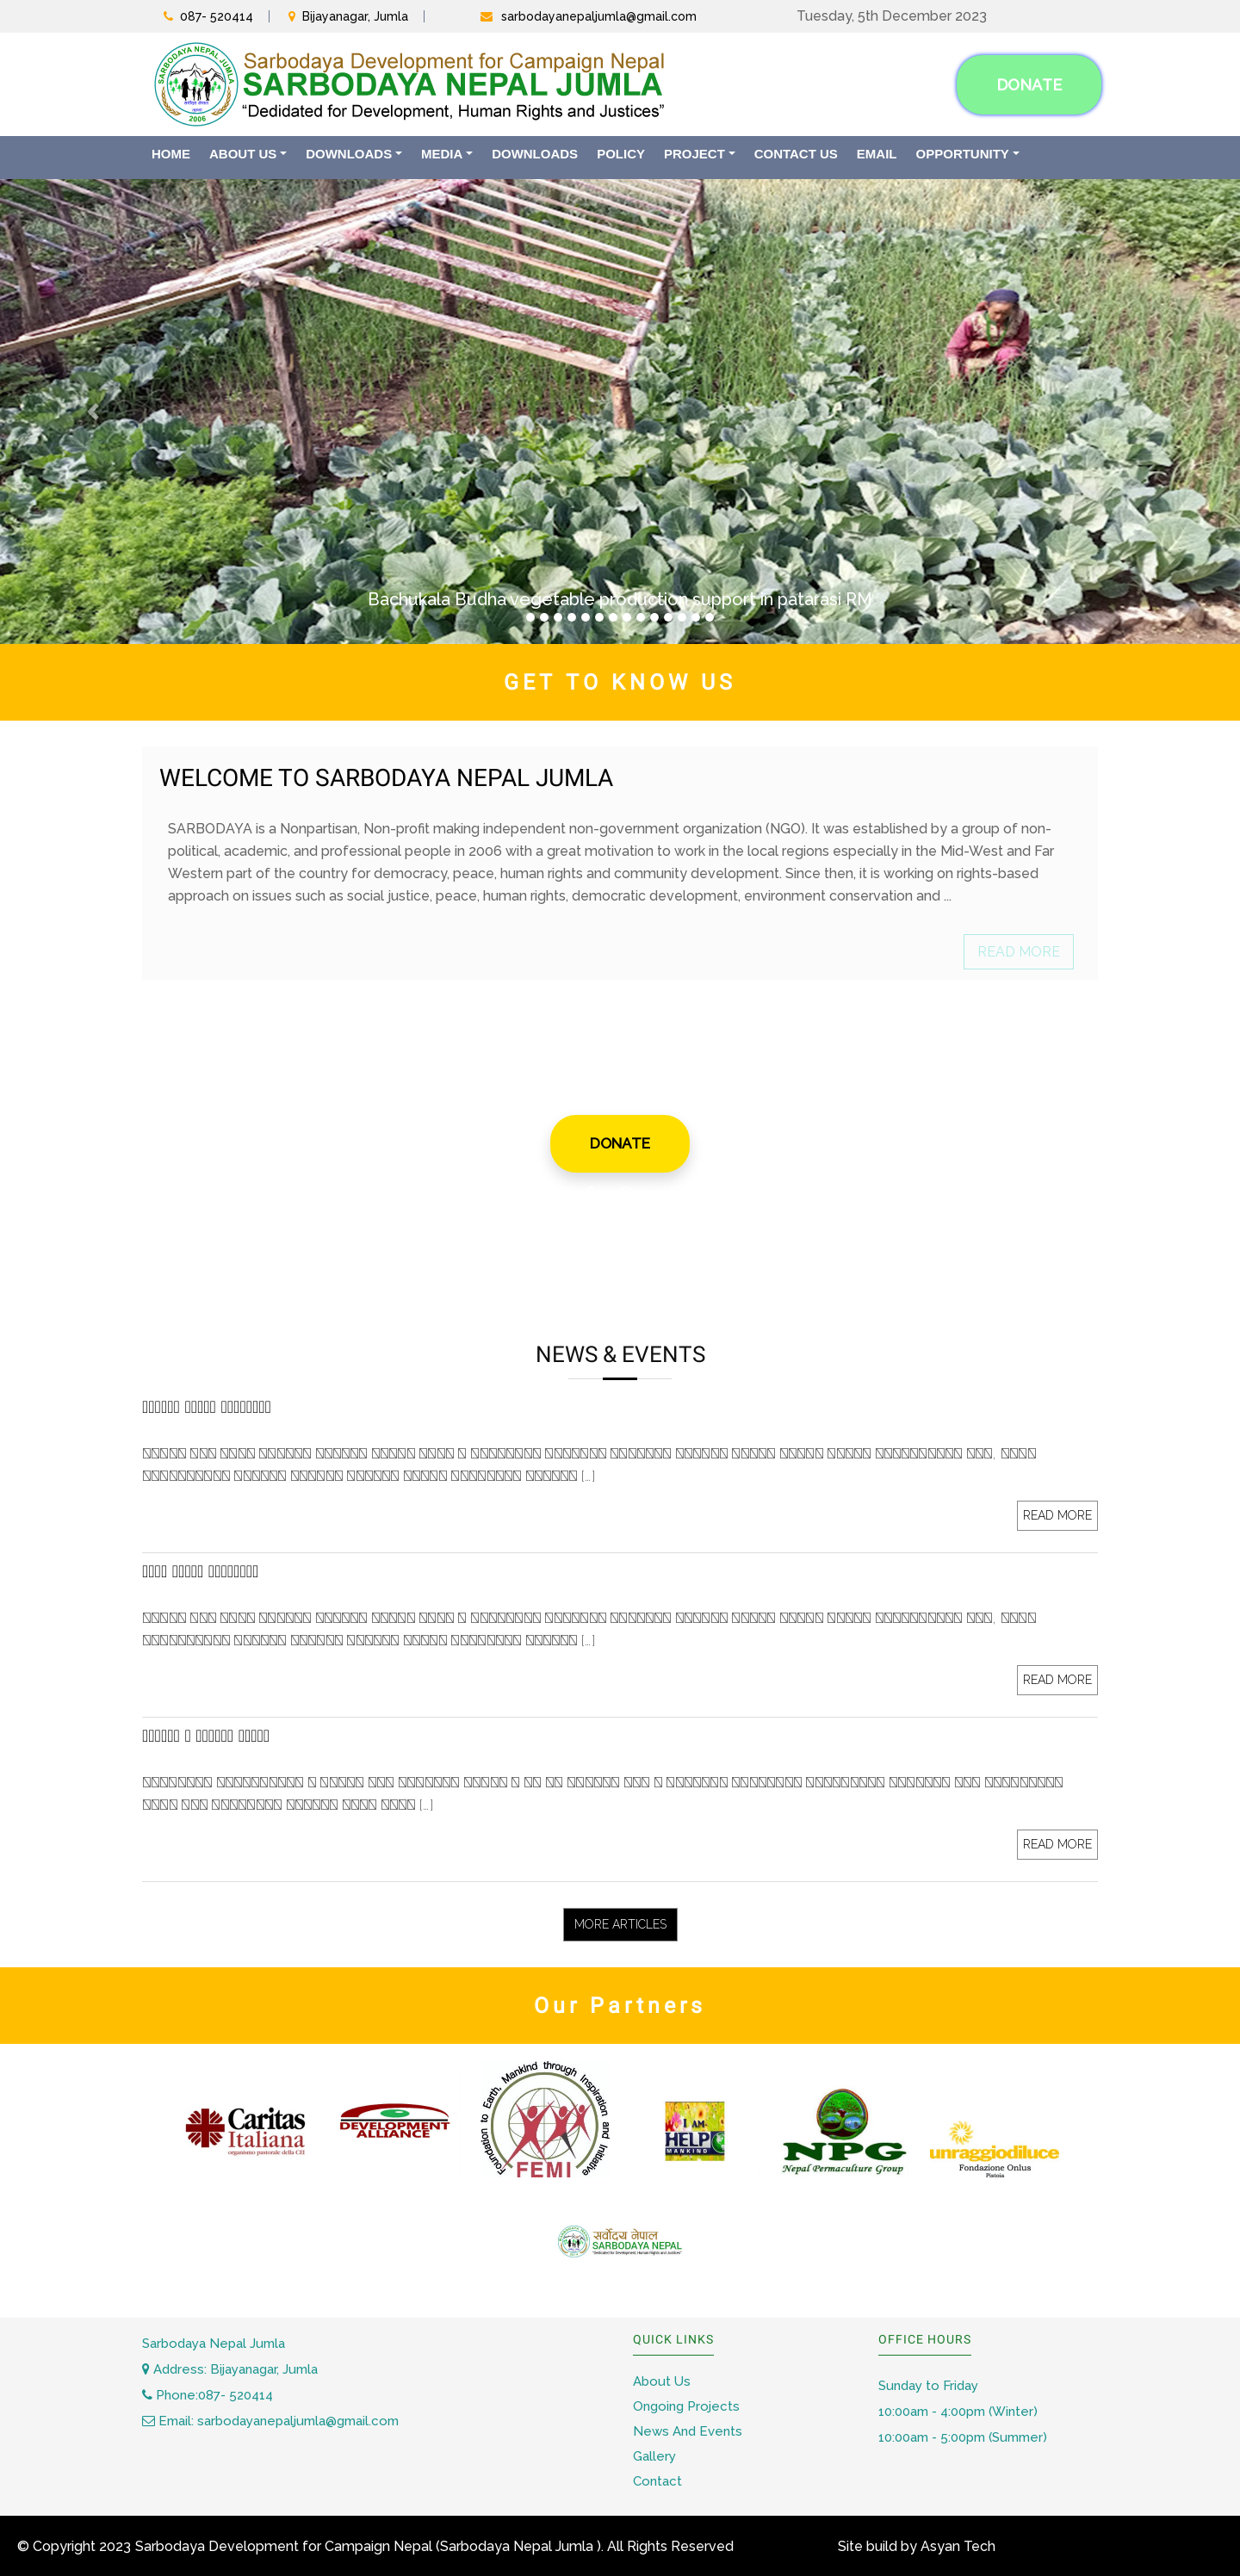 087- 520414
Bijayanagar, Jumla
sarbodayanepaljumla@gmail.com
Tuesday, 5th December 2023
SARBODAYA NEPAL JUMLA
2006
Sarbodaya Development for Campaign Nepal
SARBODAYA NEPAL JUMLA
“Dedidated for Development, Human Rights and Justices”
DONATE
HOME ABOUT US DOWNLOADS MEDIA DOWNLOADS POLICY PROJECT CONTACT US EMAIL OPPORTUNITY
Bachukala Budha vegetable production support in patarasi RM
GET TO KNOW US
WELCOME TO SARBODAYA NEPAL JUMLA
SARBODAYA is a Nonpartisan, Non-profit making independent non-government organization (NGO). It was established by a group of non-
political, academic, and professional people in 2006 with a great motivation to work in the local regions especially in the Mid-West and Far
Western part of the country for democracy, peace, human rights and community development. Since then, it is working on rights-based
approach on issues such as social justice, peace, human rights, democratic development, environment conservation and ...
READ MORE
DONATE
NEWS & EVENTS
READ MORE
READ MORE
READ MORE
MORE ARTICLES
Our Partners
Caritas
Italiana
organismo pastorale della CEI
DEVELOPMENT
ALLIANCE
Foundation to Earth, Mankind through Inspiration and Initiative
FEMI
I AM
HELP
MANKIND
NPG
Nepal Permaculture Group
unraggiodiluce
Fondazione Onlus
Pistoia
सर्वोदय नेपाल
SARBODAYA NEPAL
"Dedidated for Development, Human Rights and Justices"
Sarbodaya Nepal Jumla
Address: Bijayanagar, Jumla
Phone:087- 520414
Email: sarbodayanepaljumla@gmail.com
QUICK LINKS
About Us
Ongoing Projects
News And Events
Gallery
Contact
OFFICE HOURS
Sunday to Friday
10:00am - 4:00pm (Winter)
10:00am - 5:00pm (Summer)
© Copyright 2023 Sarbodaya Development for Campaign Nepal (Sarbodaya Nepal Jumla ). All Rights Reserved
Site build by Asyan Tech